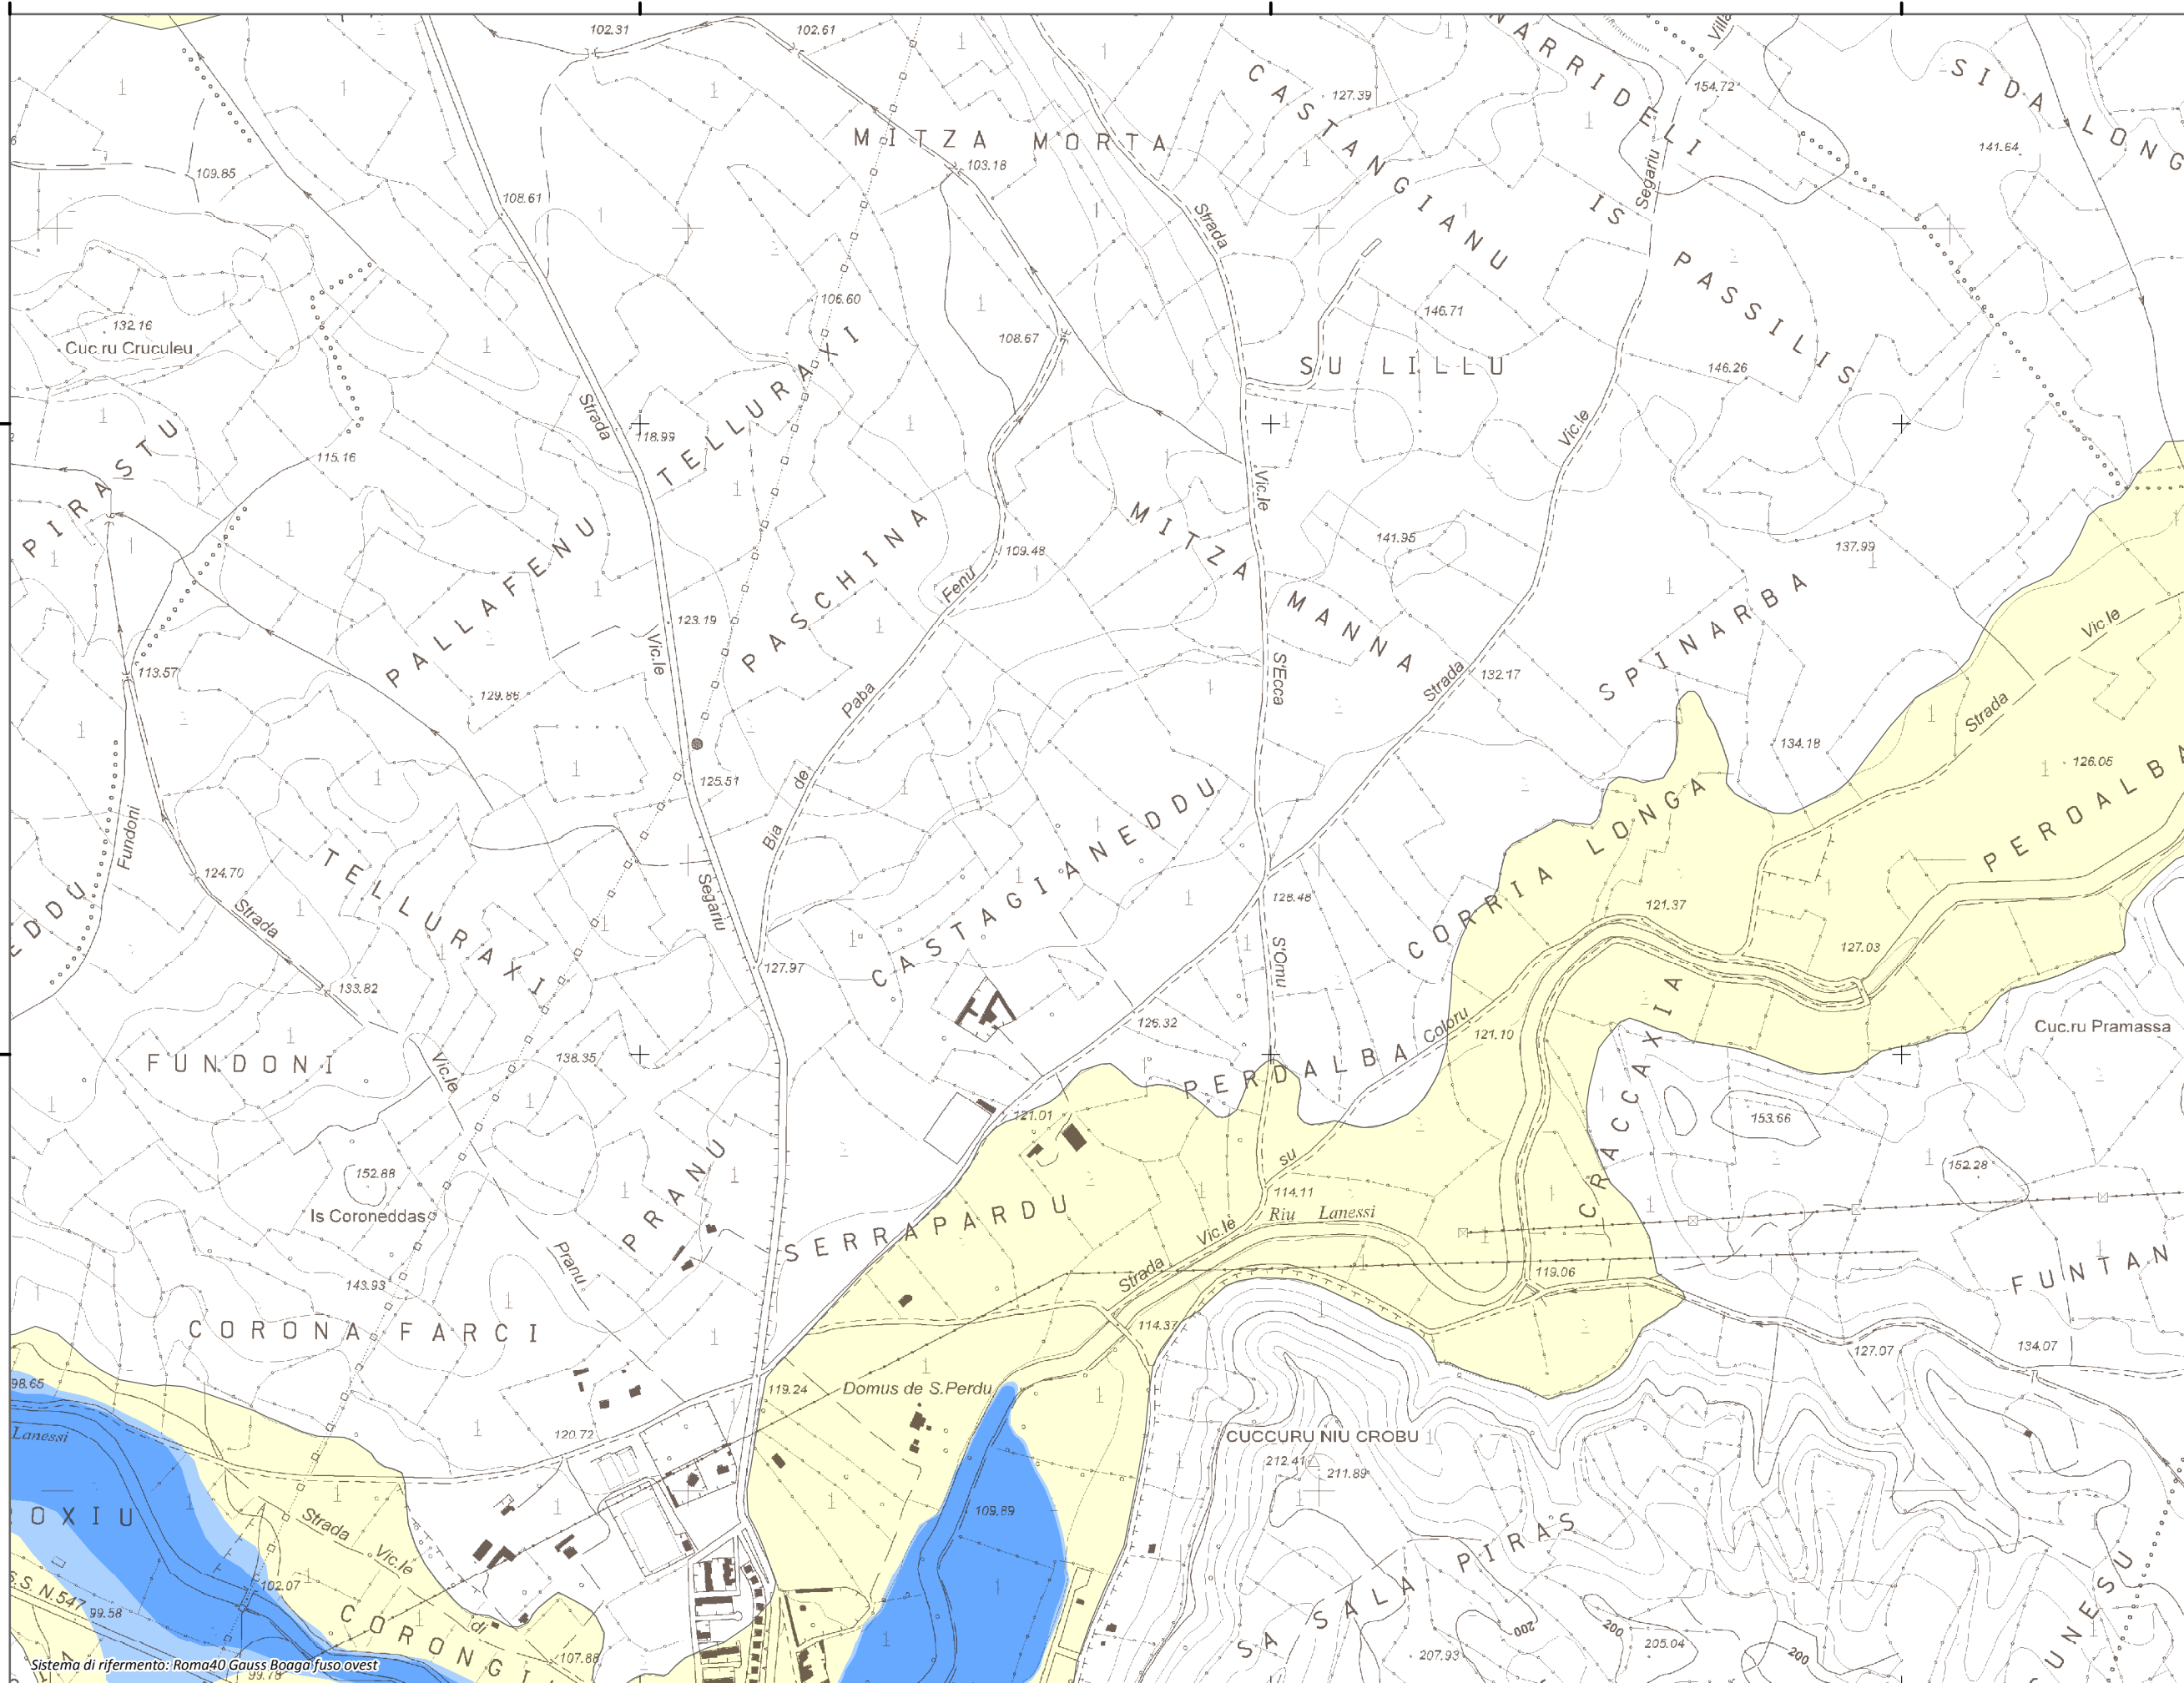 102.31
102.61
NARRIDELI
Villa
154.72
SIDA LONG
CASTANGIANU
127.39
MITZA MORTA
103.18
141.64
109.85
108.61
Strada
Segariu
IS PASSILIS
106.60
146.71
132.16
Cuc.ru Cruculeu
108.67
SU LILLU
146.26
Strada
118.99
TELLURAXI
Vic.le
PIRASTU
115.16
Vic.le
PALLAFENU
PASCHINA
MITZA MANNA
141.95
137.99
109.48
Fenu
SPINARBA
123.19
Vic.le
Vic.le
S'Ecca
Strada
132.17
113.57
129.86
Paba
Strada
134.18
126.05
125.51
de
Bia
PEROALBA
CASTAGIANEDDU
CORRIA LONGA
Fundoni
TELLURAXI
124.70
Strada
Segariu
128.48
121.37
EDDU
127.03
127.97
S'Omu
133.82
126.32
Coloru
121.10
Cuc.ru Pramassa
FUNDONI
Vic.le
138.35
PERDALBA
CRACCAXIA
121.01
153.66
152.88
PRANU
su
152.28
Is Coroneddas
114.11
Riu Lanessi
SERRAPARDU
Vic.le
Pranu
Strada
119.06
FUNTAN
143.93
CORONA FARCI
114.37
127.07
134.07
98.65
119.24
Domus de S.Perdu
Lanessi
120.72
CUCCURU NIU CROBU
212.41
211.89
OXIU
109.89
Strada
Vic.le
SA SALA PIRAS
S.S. N.547
99.58
102.07
CORONGI
di
107.88
200
200
205.04
207.93
200
GUNESU
Sistema di rifermento: Roma40 Gauss Boaga fuso ovest
99.78